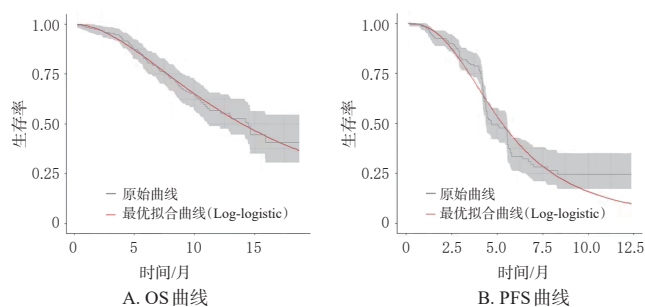 1.00
0.75
0.50
0.25
0
生存率
原始曲线
最优拟合曲线(Log-logistic)
0
5
10
15
时间/月
A. OS曲线
1.00
0.75
0.50
0.25
0
生存率
原始曲线
最优拟合曲线(Log-logistic)
0
2.5
5.0
7.5
10.0
12.5
时间/月
B. PFS曲线